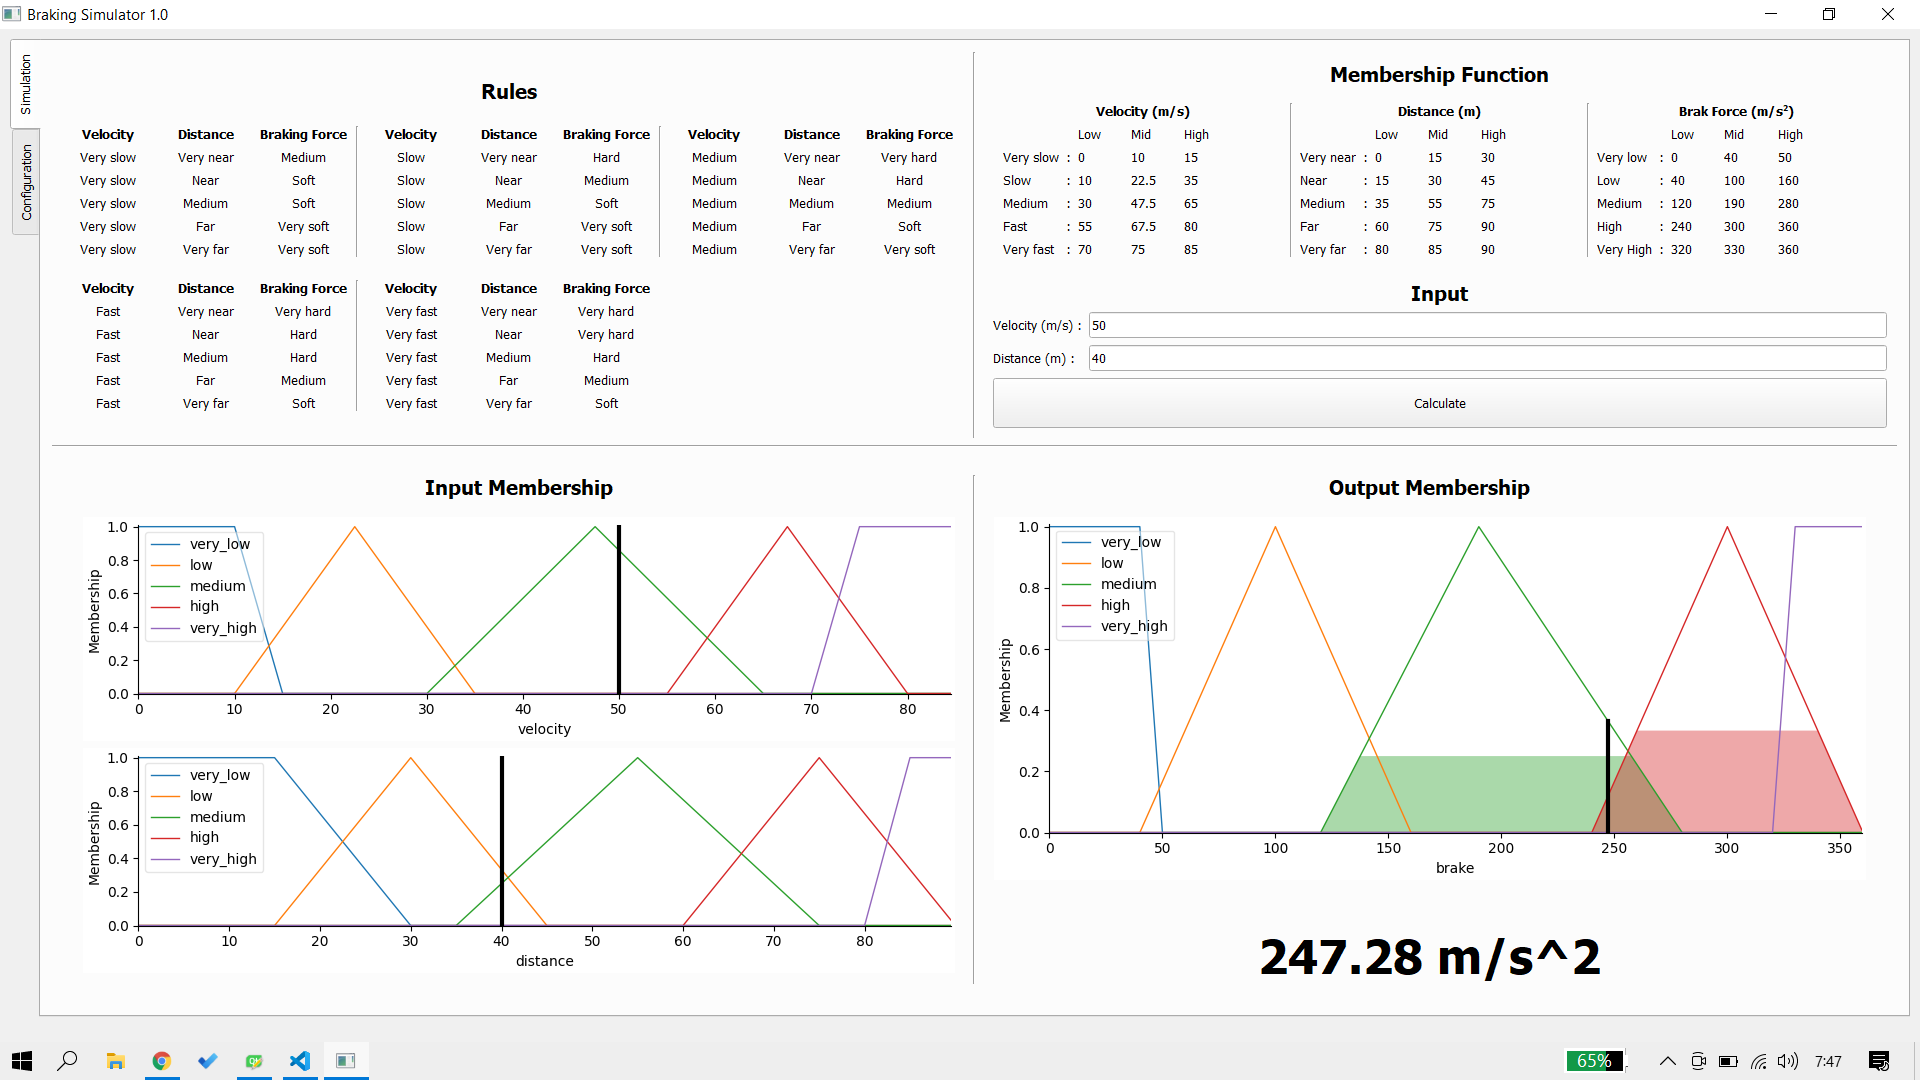 Braking Simulator 1.0
Simulation
Configuration
Rules
Velocity Distance Braking Force Velocity Distance Braking Force Velocity Distance Braking Force
Very slow Very near Medium Slow Very near Hard Medium Very near Very hard
Very slow Near Soft Slow Near Medium Medium Near Hard
Very slow Medium Soft Slow Medium Soft Medium Medium Medium
Very slow Far Very soft Slow Far Very soft Medium Far Soft
Very slow Very far Very soft Slow Very far Very soft Medium Very far Very soft
Velocity Distance Braking Force Velocity Distance Braking Force
Fast Very near Very hard Very fast Very near Very hard
Fast Near Hard Very fast Near Very hard
Fast Medium Hard Very fast Medium Hard
Fast Far Medium Very fast Far Medium
Fast Very far Soft Very fast Very far Soft
Membership Function
Velocity (m/s) Distance (m) Brak Force (m/s²)
Low Mid High Low Mid High Low Mid High
Very slow : 0 10 15 Very near : 0 15 30 Very low : 0 40 50
Slow : 10 22.5 35 Near : 15 30 45 Low : 40 100 160
Medium : 30 47.5 65 Medium : 35 55 75 Medium : 120 190 280
Fast : 55 67.5 80 Far : 60 75 90 High : 240 300 360
Very fast : 70 75 85 Very far : 80 85 90 Very High : 320 330 360
Input
Velocity (m/s) : 50
Distance (m) : 40
Calculate
Input Membership
1.0
0.8
0.6
0.4
0.2
0.0
Membership
very_low
low
medium
high
very_high
0 10 20 30 40 50 60 70 80
velocity
1.0
0.8
0.6
0.4
0.2
0.0
Membership
very_low
low
medium
high
very_high
0 10 20 30 40 50 60 70 80
distance
Output Membership
1.0
0.8
0.6
0.4
0.2
0.0
Membership
very_low
low
medium
high
very_high
0 50 100 150 200 250 300 350
brake
247.28 m/s^2
65%
7:47